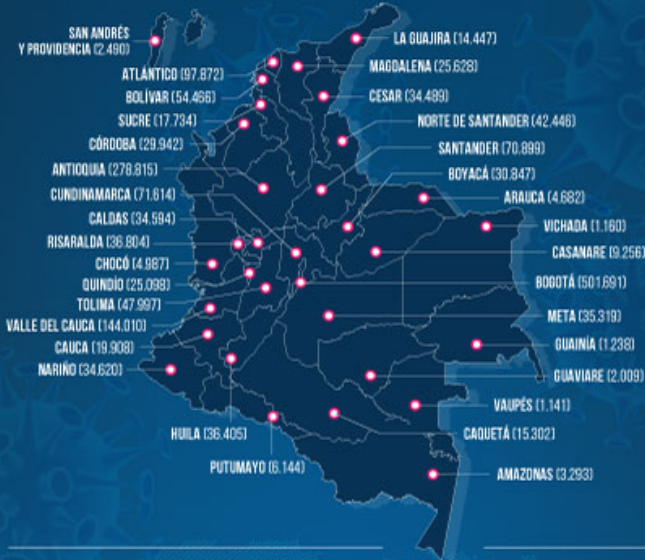 SAN ANDRÉS
Y PROVIDENCIA (2.490)
ATLÁNTICO (97.872)
BOLÍVAR (54.466)
SUCRE (17.734)
CÓRDOBA (29.942)
ANTIOQUIA (278.815)
CUNDINAMARCA (71.614)
CALDAS (34.594)
RISARALDA (36.804)
CHOCÓ (4.987)
QUINDÍO (25.098)
TOLIMA (47.997)
VALLE DEL CAUCA (144.010)
CAUCA (19.908)
NARIÑO (34.620)
HUILA (36.405)
PUTUMAYO (6.144)
LA GUAJIRA (14.447)
MAGDALENA (25.628)
CESAR (34.489)
NORTE DE SANTANDER (42.446)
SANTANDER (70.899)
BOYACÁ (30.847)
ARAUCA (4.682)
VICHADA (1.160)
CASANARE (9.256)
BOGOTÁ (501.691)
META (35.319)
GUAINÍA (1.238)
GUAVIARE (2.009)
VAUPÉS (1.141)
CAQUETÁ (15.302)
AMAZONAS (3.293)